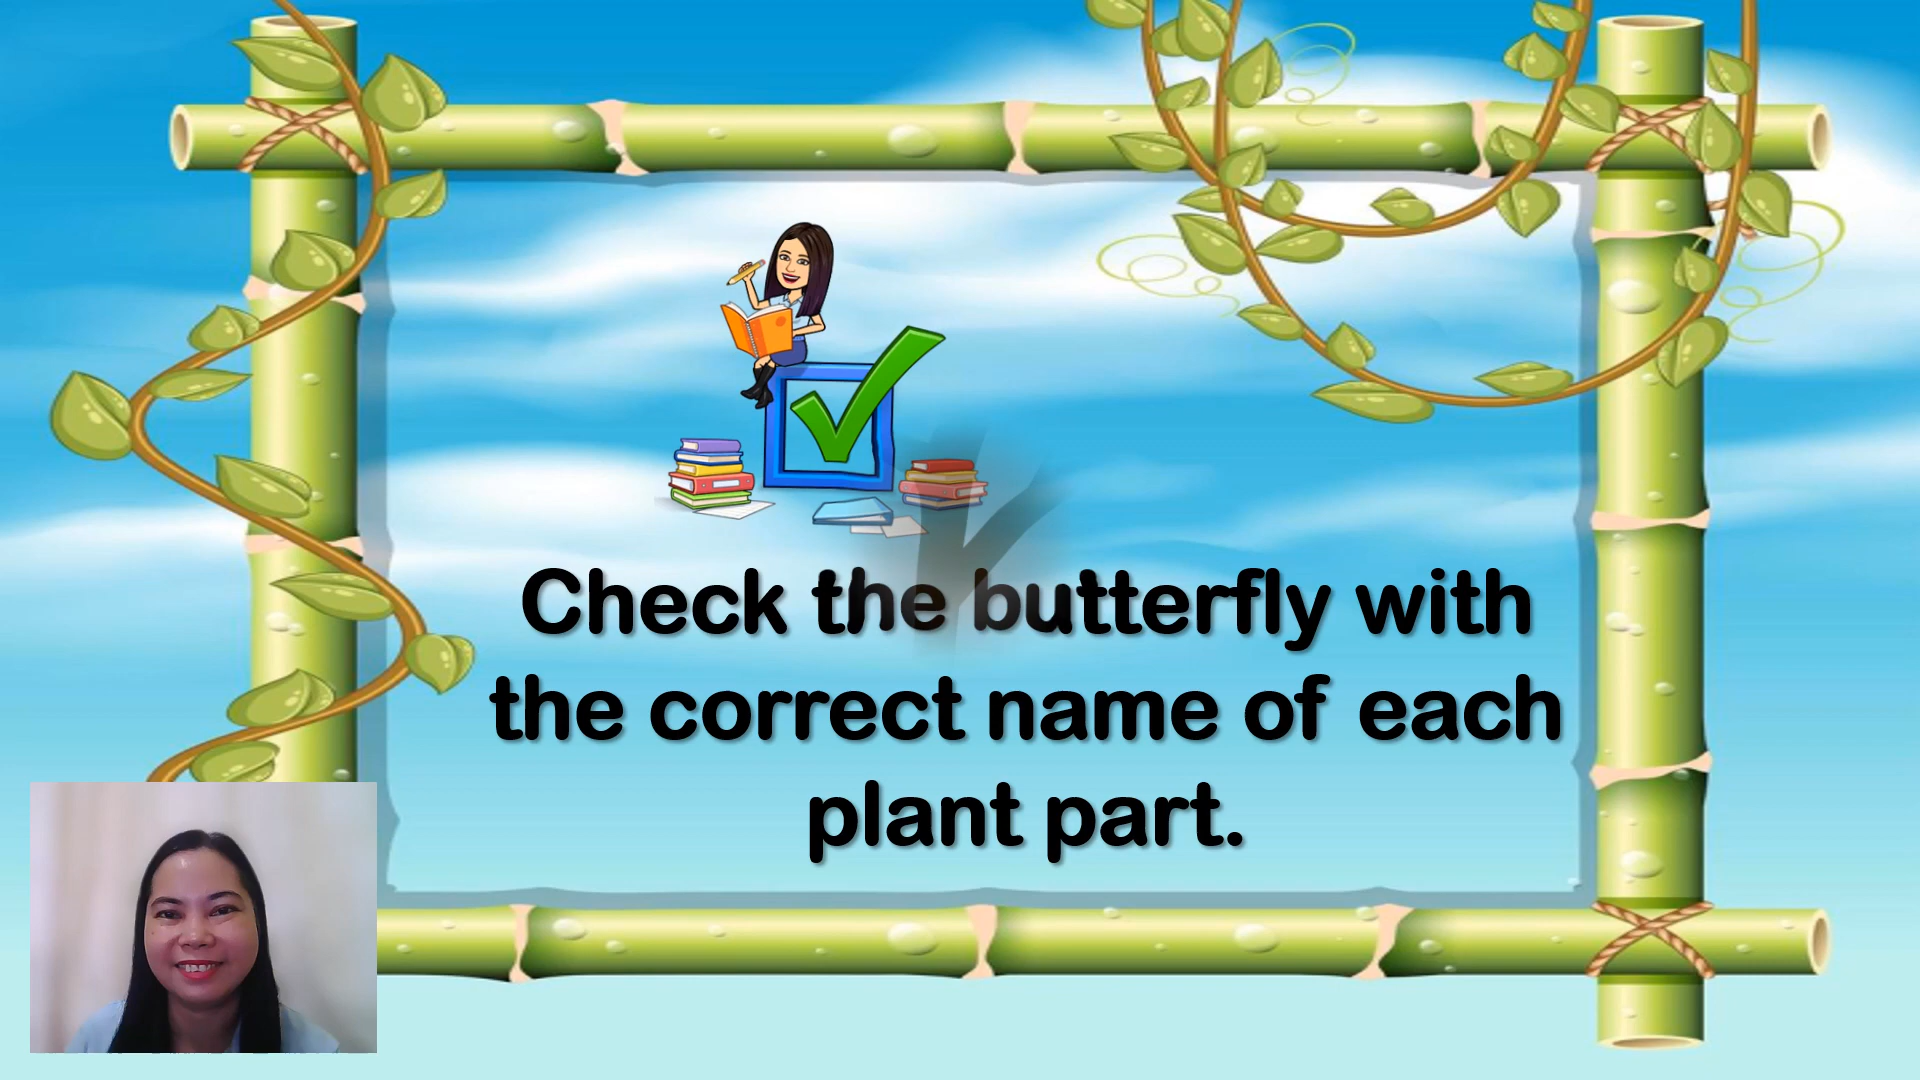 Check the butterfly with
the correct name of each
plant part.